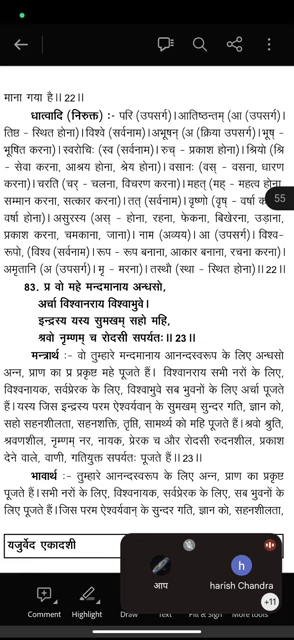 माना गया है।। 22।।
धात्वादि (निरुक्त) :- परि (उपसर्ग)। आतिष्ठन्तम् (आ (उपसर्ग)।
तिष्ठ - स्थित होना)। विश्वे (सर्वनाम)। अभूषन् (अ (क्रिया उपसर्ग)। भूष् -
भूषित करना)। स्वरोचिः (स्व (सर्वनाम)। रुच् - प्रकाश होना)। श्रियो (श्रि
- सेवा करना, आश्रय होना, श्रेय होना)। वसानः (वस् - वसना, धारण
करना)। चरति (चर् - चलना, विचरण करना)। महत् (मह् - महत्व होना,
सम्मान करना, सत्कार करना)। तत् (सर्वनाम)। वृष्णो (वृष् - वर्षा
वर्षा होना)। असुरस्य (अस् - होना, रहना, फेकना, बिखेरना, उड़ाना,
प्रकाश करना, चमकाना, जाना)। नाम (अव्यय)। आ (उपसर्ग)। विश्व-
रूपो, (विश्व (सर्वनाम)। रूप - रूप बनाना, आकार बनाना, रचना करना)।
अमृतानि (अ (उपसर्ग)। मृ - मरना)। तस्थौ (स्था - स्थित होना)।।22।।
55
83. प्र वो महे मन्दमानाय अन्धसो,
अर्चा विश्वानराय विश्वाभुवे।
इन्द्रस्य यस्य सुमखम् सहो महि,
श्रवो नृम्णम् च रोदसी सपर्यतः।। 23।।
मन्त्रार्थ :- वो तुम्हारे मन्दमानाय आनन्दस्वरूप के लिए अन्धसो
अन्न, प्राण का प्र प्रकृष्ट महे पूजते हैं। विश्वानराय सभी नरों के लिए,
विश्वनायक, सर्वप्रेरक के लिए, विश्वाभुवे सब भुवनों के लिए अर्चा पूजते
हैं। यस्य जिस इन्द्रस्य परम ऐश्वर्यवान् के सुमखम् सुन्दर गति, ज्ञान को,
सहो सहनशीलता, सहनशक्ति, तृप्ति, सामर्थ्य को महि पूजते हैं। श्रवो श्रुति,
श्रवणशील, नृम्णम् नर, नायक, प्रेरक च और रोदसी रुदनशील, प्रकाश
देने वाले, वाणी, गतियुक्त सपर्यतः पूजते हैं।।23।।
भावार्थ :- तुम्हारे आनन्दस्वरूप के लिए अन्न, प्राण का प्रकृष्ट
पूजते हैं। सभी नरों के लिए, विश्वनायक, सर्वप्रेरक के लिए, सब भुवनों के
लिए पूजते हैं। जिस परम ऐश्वर्यवान् के सुन्दर गति, ज्ञान को, सहनशीलता,
यजुर्वेद एकादशी
आप
harish Chandra
+11
Comment Highlight Draw Text Fill & Sign More tools